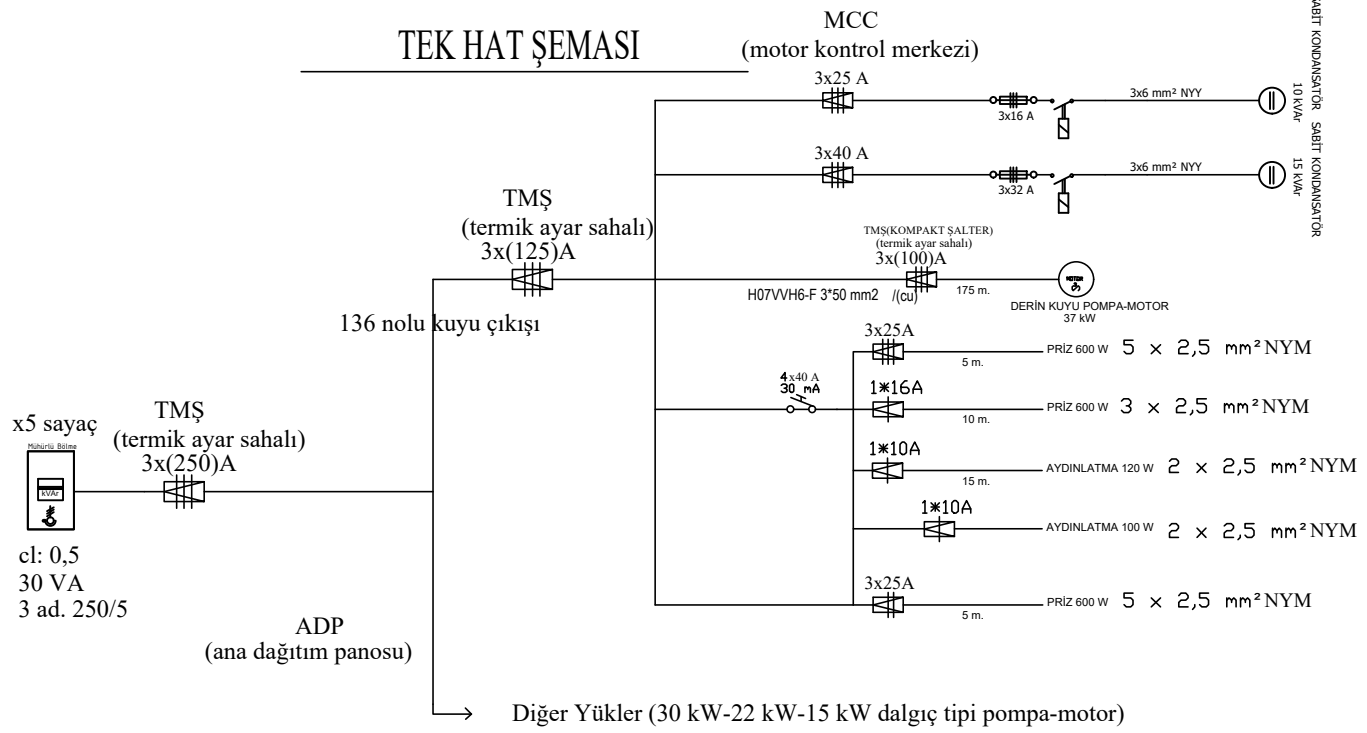 TEK HAT ŞEMASI
MCC
(motor kontrol merkezi)
3x25 A
3x16 A
3x6 mm² NYY
10 kVAr
SABİT KONDANSATÖR
3x40 A
3x32 A
3x6 mm² NYY
15 kVAr
SABİT KONDANSATÖR
TMŞ
(termik ayar sahalı)
3x(125)A
TMŞ(KOMPAKT ŞALTER)
(termik ayar sahalı)
3x(100)A
H07VVH6-F 3*50 mm2 /(cu)
175 m.
MOTOR
DERİN KUYU POMPA-MOTOR
37 kW
136 nolu kuyu çıkışı
3x25A
5 m.
PRİZ 600 W 5 x 2,5 mm² NYM
4x40 A
30 mA
1*16A
10 m.
PRİZ 600 W 3 x 2,5 mm² NYM
1*10A
15 m.
AYDINLATMA 120 W 2 x 2,5 mm² NYM
1*10A
AYDINLATMA 100 W 2 x 2,5 mm² NYM
3x25A
5 m.
PRİZ 600 W 5 x 2,5 mm² NYM
x5 sayaç
Mühürlü Bölme
kVAr
TMŞ
(termik ayar sahalı)
3x(250)A
cl: 0,5
30 VA
3 ad. 250/5
ADP
(ana dağıtım panosu)
Diğer Yükler (30 kW-22 kW-15 kW dalgıç tipi pompa-motor)